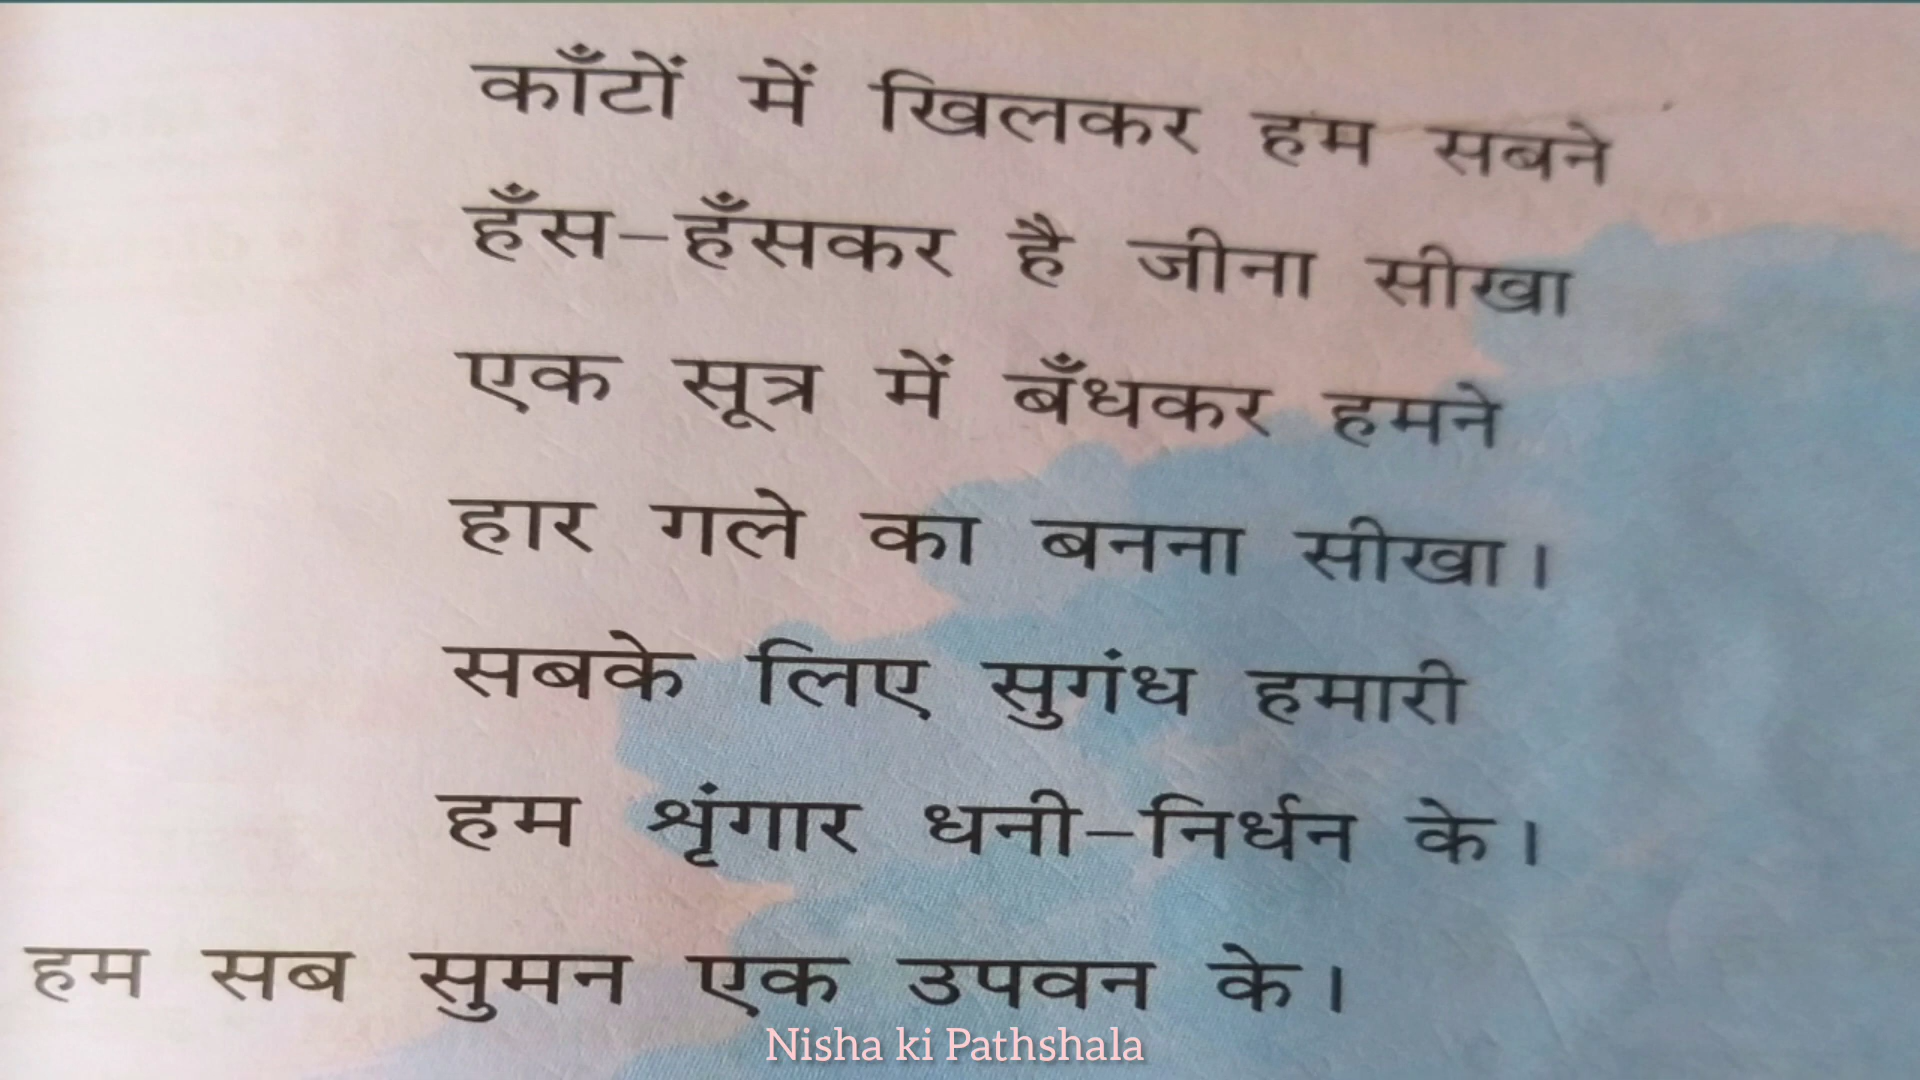 काँटों में खिलकर हम सबने
हँस-हँसकर है जीना सीखा
एक सूत्र में बँधकर हमने
हार गले का बनना सीखा।
सबके लिए सुगंध हमारी
हम शृंगार धनी-निर्धन के।
हम सब सुमन एक उपवन के।
Nisha ki Pathshala